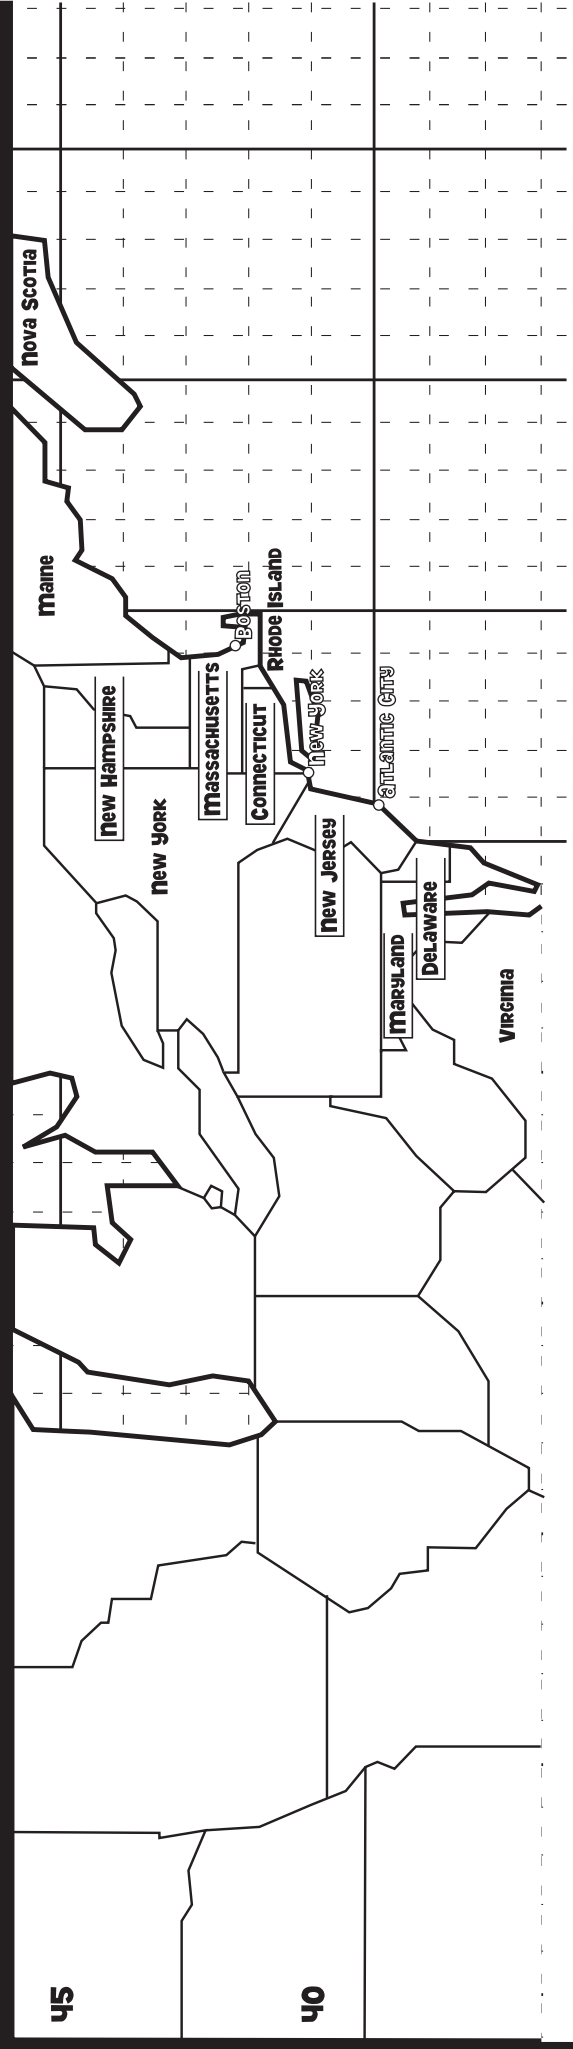 45
40
Nova Scotia
Maine
New Hampshire
Massachusetts
Boston
Rhode Island
Connecticut
New York
New York
New Jersey
Atlantic City
Maryland
Delaware
Virginia